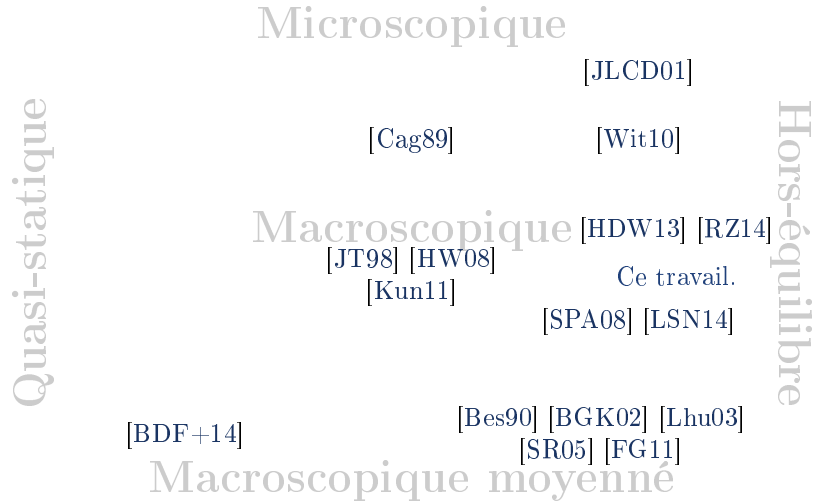 Microscopique
[JLCD01]
Quasi-statique
Hors-équilibre
[Cag89] [Wit10]
Macroscopique [HDW13] [RZ14]
[JT98] [HW08]
Ce travail.
[Kun11]
[SPA08] [LSN14]
[Bes90] [BGK02] [Lhu03]
[BDF+14]
[SR05] [FG11]
Macroscopique moyenné